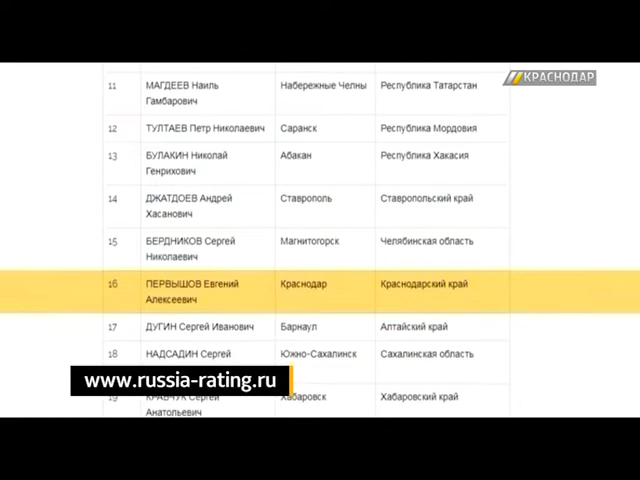 КРАСНОДАР
11 МАГДЕЕВ Наиль Набережные Челны Республика Татарстан
Гамбарович
12 ТУЛТАЕВ Петр Николаевич Саранск Республика Мордовия
13 БУЛАКИН Николай Абакан Республика Хакасия
Генрихович
14 ДЖАТДОЕВ Андрей Ставрополь Ставропольский край
Хасанович
15 БЕРДНИКОВ Сергей Магнитогорск Челябинская область
Николаевич
16 ПЕРВЫШОВ Евгений Краснодар Краснодарский край
Алексеевич
17 ДУГИН Сергей Иванович Барнаул Алтайский край
18 НАДСАДИН Сергей Южно-Сахалинск Сахалинская область
www.russia-rating.ru
19 КРАВЧУК Сергей Хабаровск Хабаровский край
Анатольевич